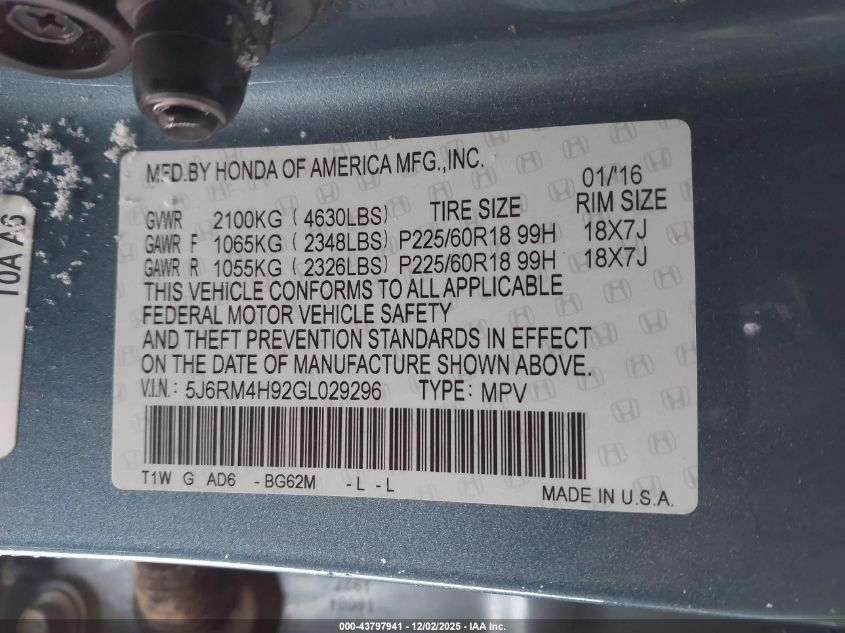 MFD.BY HONDA OF AMERICA MFG.,INC.
01/'16
GVWR 2100KG ( 4630LBS) TIRE SIZE RIM SIZE
GAWR F 1065KG ( 2348LBS) P225/60R18 99H 18X7J
GAWR R 1055KG ( 2326LBS) P225/60R18 99H 18X7J
THIS VEHICLE CONFORMS TO ALL APPLICABLE
FEDERAL MOTOR VEHICLE SAFETY
AND THEFT PREVENTION STANDARDS IN EFFECT
ON THE DATE OF MANUFACTURE SHOWN ABOVE.
V.I.N.: 5J6RM4H92GL029296 TYPE: MPV
T1W G AD6 -BG62M -L -L
MADE IN U.S.A.
T0A A6
000-43797941 - 12/02/2025 - IAA Inc.